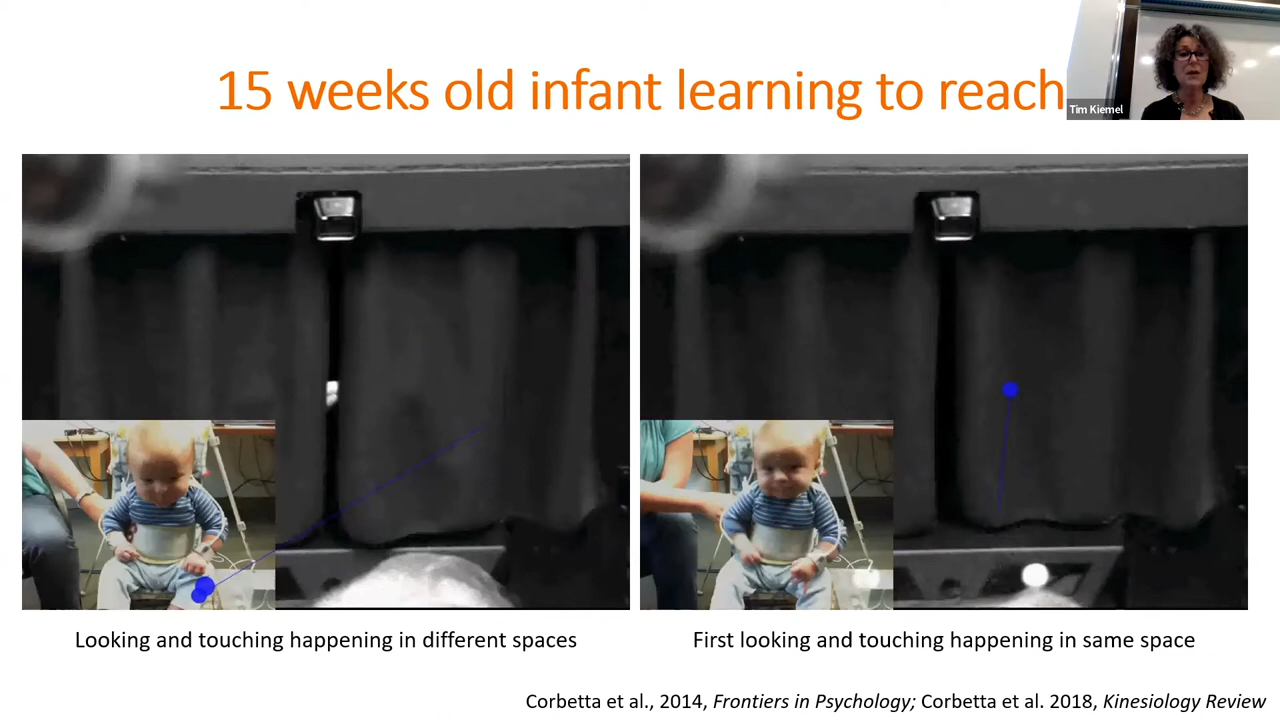 15 weeks old infant learning to reach
Tim Kiemel
Looking and touching happening in different spaces
First looking and touching happening in same space
Corbetta et al., 2014, Frontiers in Psychology; Corbetta et al. 2018, Kinesiology Review